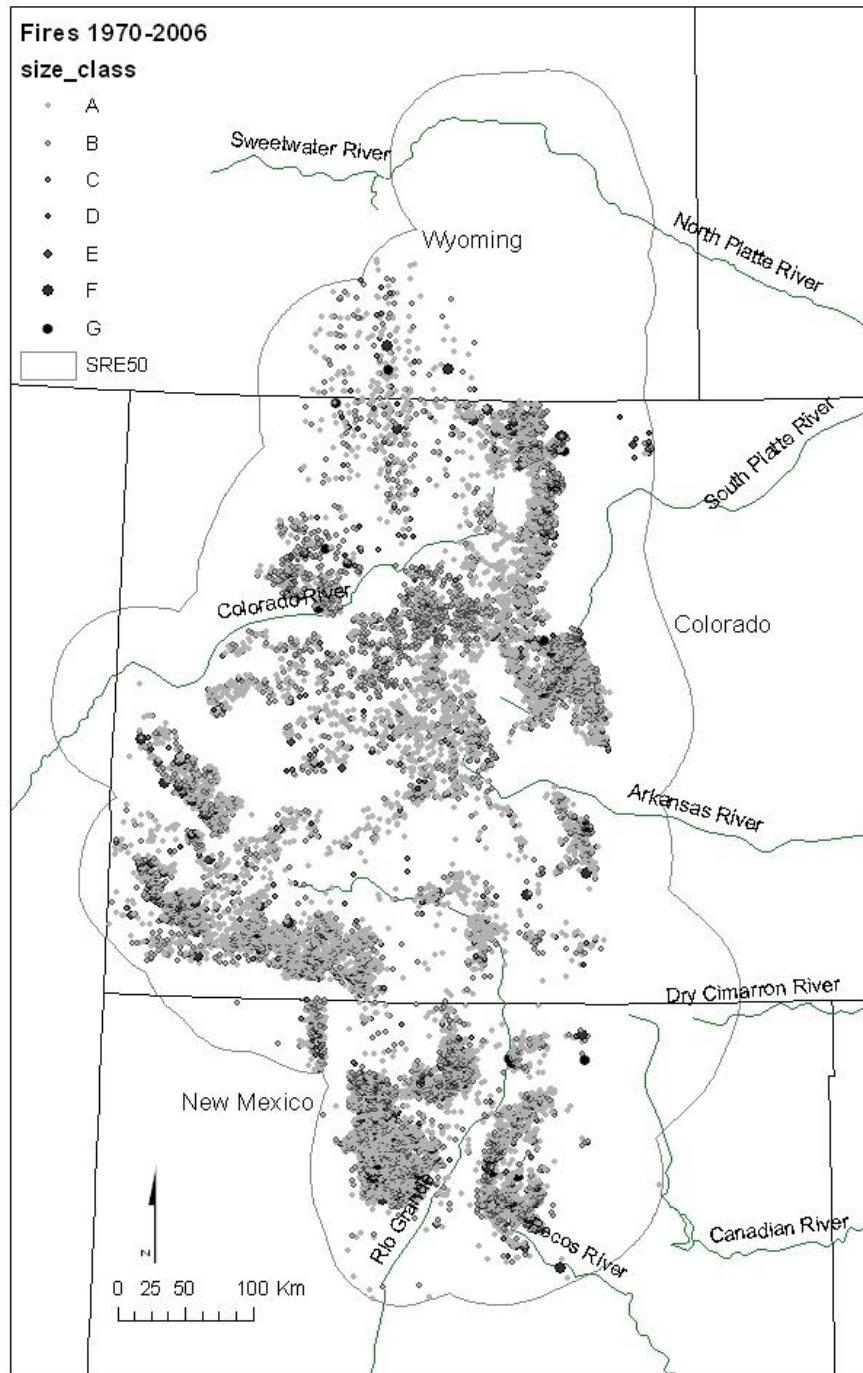 Fires 1970-2006
size_class
A
B
C
D
E
F
G
SRE50
Sweetwater River
Wyoming
North Platte River
South Platte River
Colorado River
Colorado
Arkansas River
Dry Cimarron River
New Mexico
Rio Grande
Pecos River
Canadian River
N
0 25 50 100 Km